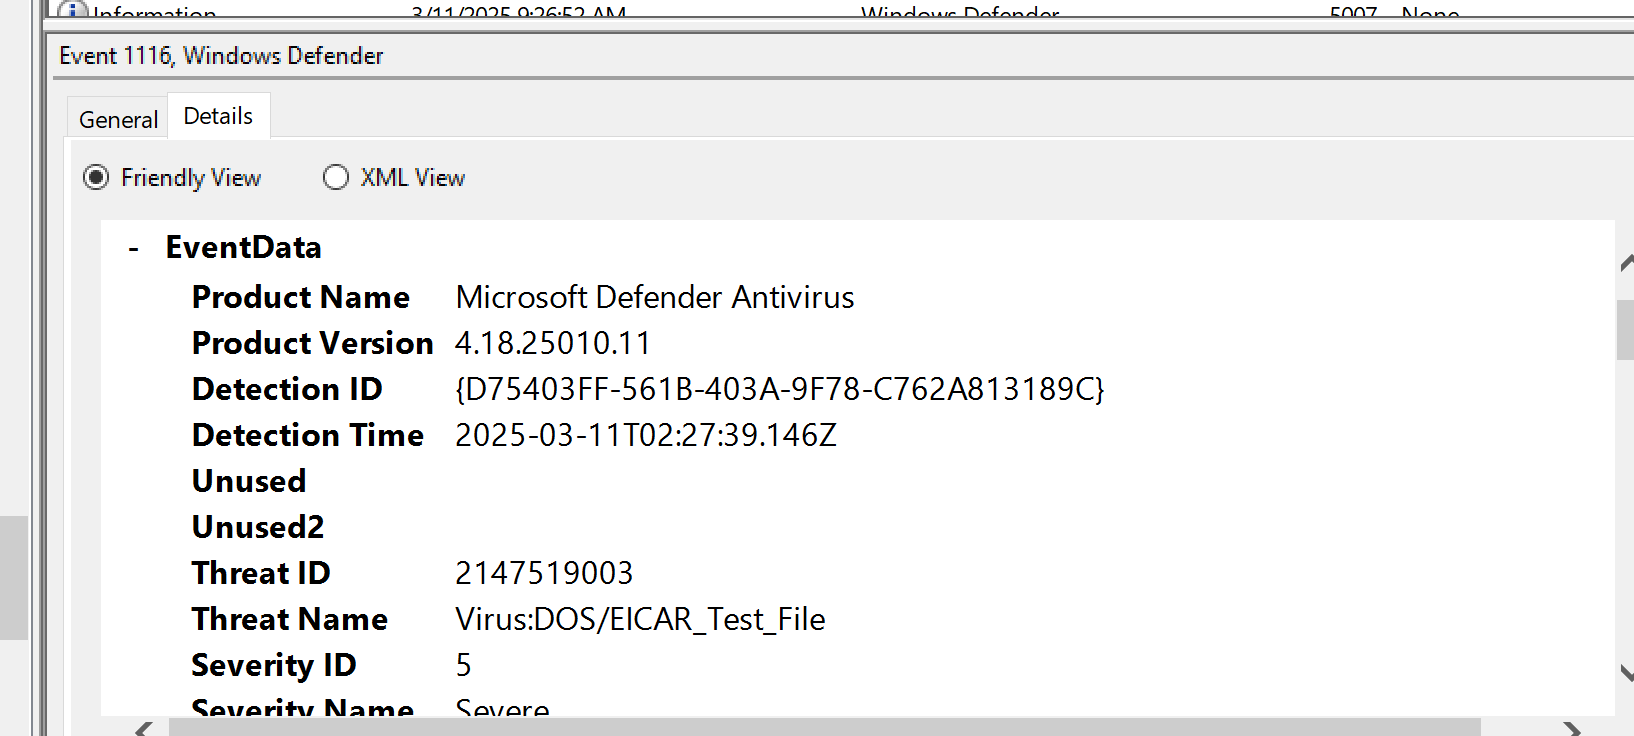 Information 3/11/2025 9:26:52 AM Windows Defender 5007 None
Event 1116, Windows Defender
General Details
Friendly View XML View
- EventData
Product Name Microsoft Defender Antivirus
Product Version 4.18.25010.11
Detection ID {D75403FF-561B-403A-9F78-C762A813189C}
Detection Time 2025-03-11T02:27:39.146Z
Unused
Unused2
Threat ID 2147519003
Threat Name Virus:DOS/EICAR_Test_File
Severity ID 5
Severity Name Severe